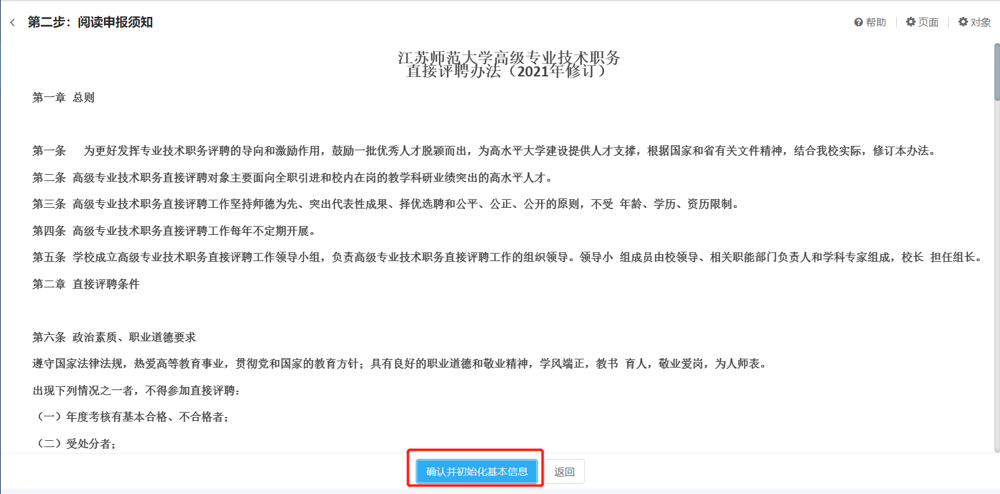 第二步：阅读申报须知
帮助
页面
对象
江苏师范大学高级专业技术职务
直接评聘办法（2021年修订）
第一章 总则
第一条 为更好发挥专业技术职务评聘的导向和激励作用，鼓励一批优秀人才脱颖而出，为高水平大学建设提供人才支撑，根据国家和省有关文件精神，结合我校实际，修订本办法。
第二条 高级专业技术职务直接评聘对象主要面向全职引进和校内在岗的教学科研业绩突出的高水平人才。
第三条 高级专业技术职务直接评聘工作坚持师德为先、突出代表性成果、择优选聘和公平、公正、公开的原则，不受 年龄、学历、资历限制。
第四条 高级专业技术职务直接评聘工作每年不定期开展。
第五条 学校成立高级专业技术职务直接评聘工作领导小组，负责高级专业技术职务直接评聘工作的组织领导。领导小 组成员由校领导、相关职能部门负责人和学科专家组成，校长 担任组长。
第二章 直接评聘条件
第六条 政治素质、职业道德要求
遵守国家法律法规，热爱高等教育事业，贯彻党和国家的教育方针；具有良好的职业道德和敬业精神，学风端正，教书 育人，敬业爱岗，为人师表。
出现下列情况之一者，不得参加直接评聘：
（一）年度考核有基本合格、不合格者；
（二）受处分者；
确认并初始化基本信息
返回